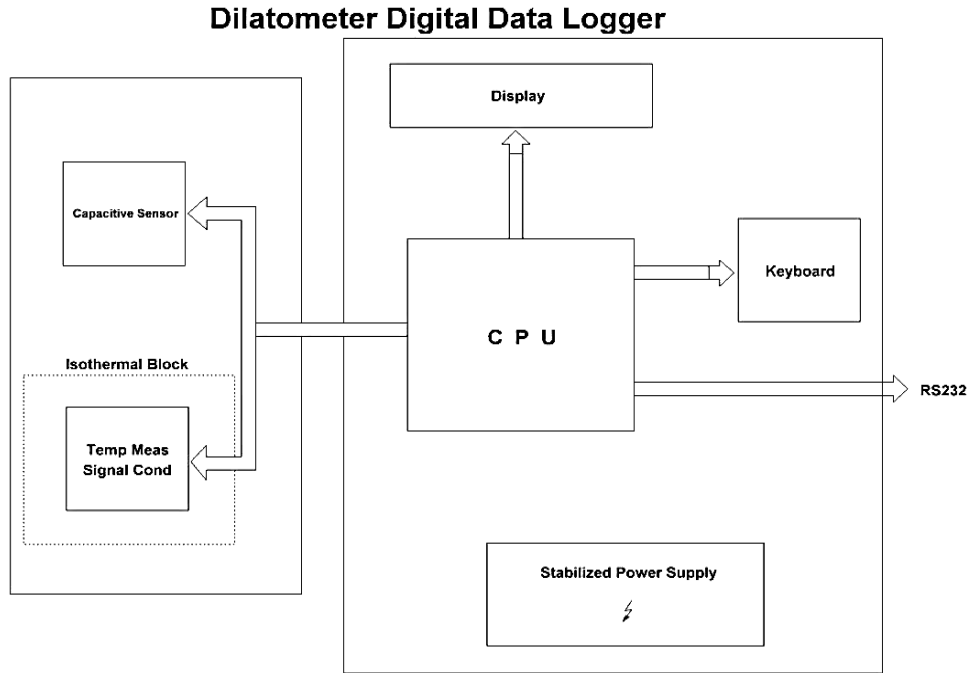 Dilatometer Digital Data Logger
Display
Capacitive Sensor
Keyboard
C P U
Isothermal Block
RS232
Temp Meas
Signal Cond
Stabilized Power Supply